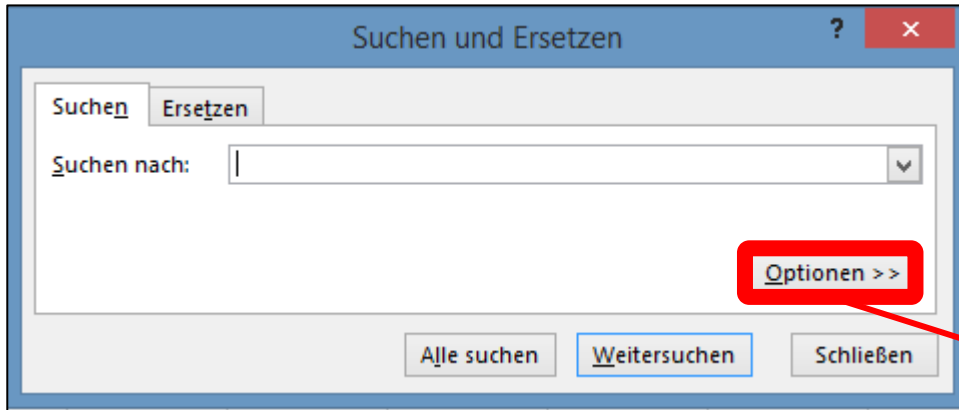 Suchen und Ersetzen ?
Suchen Ersetzen
Suchen nach:
Optionen >>
Alle suchen Weitersuchen Schließen